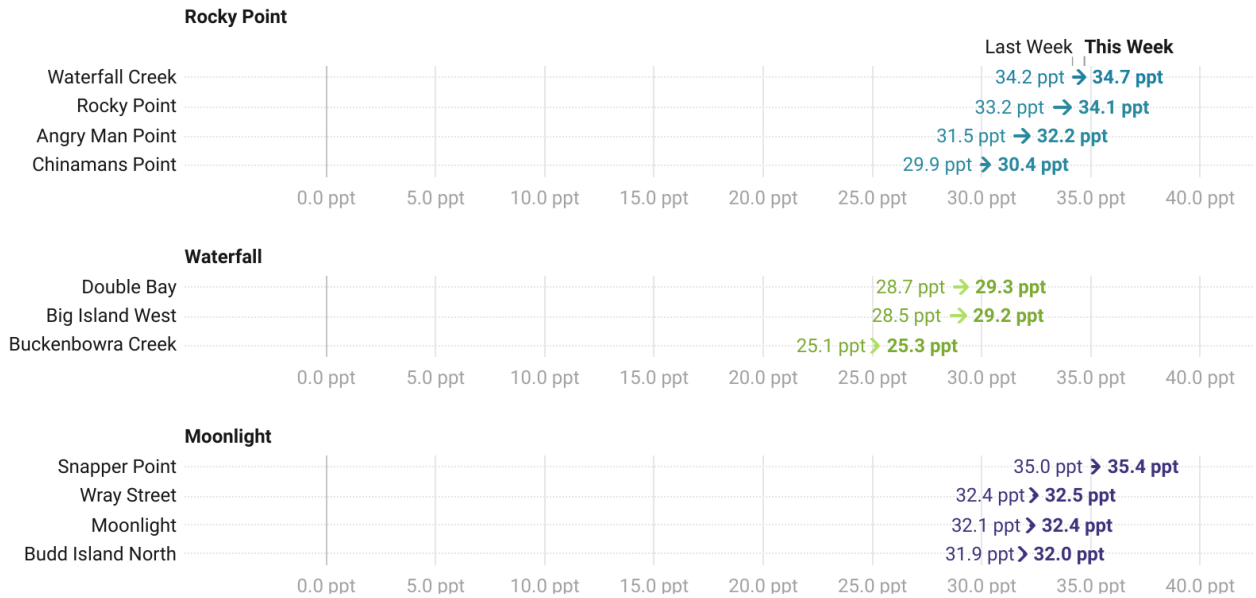 Rocky Point
Last Week This Week
Waterfall Creek 34.2 ppt 34.7 ppt
Rocky Point 33.2 ppt 34.1 ppt
Angry Man Point 31.5 ppt 32.2 ppt
Chinamans Point 29.9 ppt 30.4 ppt
0.0 ppt 5.0 ppt 10.0 ppt 15.0 ppt 20.0 ppt 25.0 ppt 30.0 ppt 35.0 ppt 40.0 ppt
Waterfall
Double Bay 28.7 ppt 29.3 ppt
Big Island West 28.5 ppt 29.2 ppt
Buckenbowra Creek 25.1 ppt 25.3 ppt
0.0 ppt 5.0 ppt 10.0 ppt 15.0 ppt 20.0 ppt 25.0 ppt 30.0 ppt 35.0 ppt 40.0 ppt
Moonlight
Snapper Point 35.0 ppt 35.4 ppt
Wray Street 32.4 ppt 32.5 ppt
Moonlight 32.1 ppt 32.4 ppt
Budd Island North 31.9 ppt 32.0 ppt
0.0 ppt 5.0 ppt 10.0 ppt 15.0 ppt 20.0 ppt 25.0 ppt 30.0 ppt 35.0 ppt 40.0 ppt